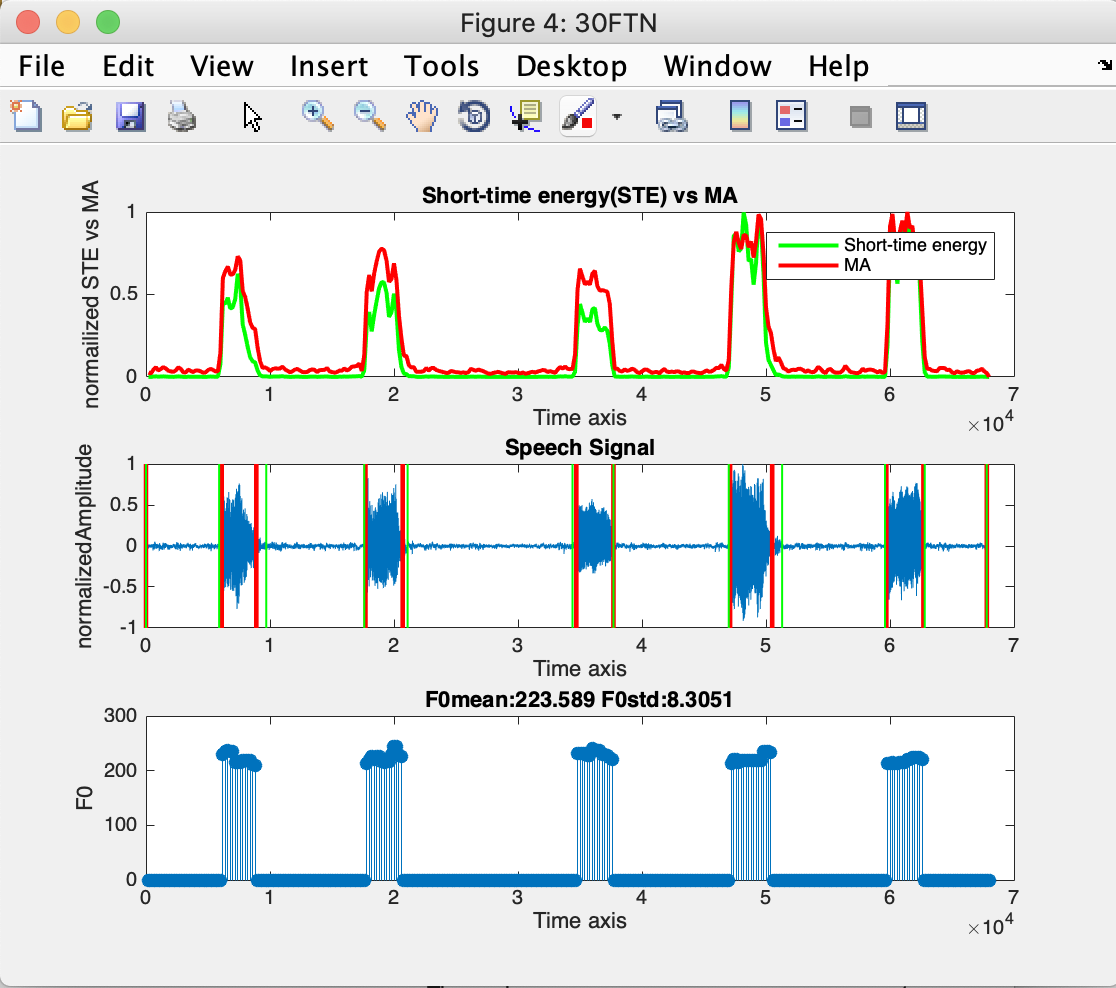 Figure 4: 30FTN
File Edit View Insert Tools Desktop Window Help
Short-time energy(STE) vs MA
normailized STE vs MA
1
0.5
0
Short-time energy
MA
0 1 2 3 4 5 6 7
Time axis
×10^4
Speech Signal
normalizedAmplitude
1
0.5
0
-0.5
-1
0 1 2 3 4 5 6 7
Time axis
F0mean:223.589 F0std:8.3051
F0
300
200
100
0
0 1 2 3 4 5 6 7
Time axis
×10^4